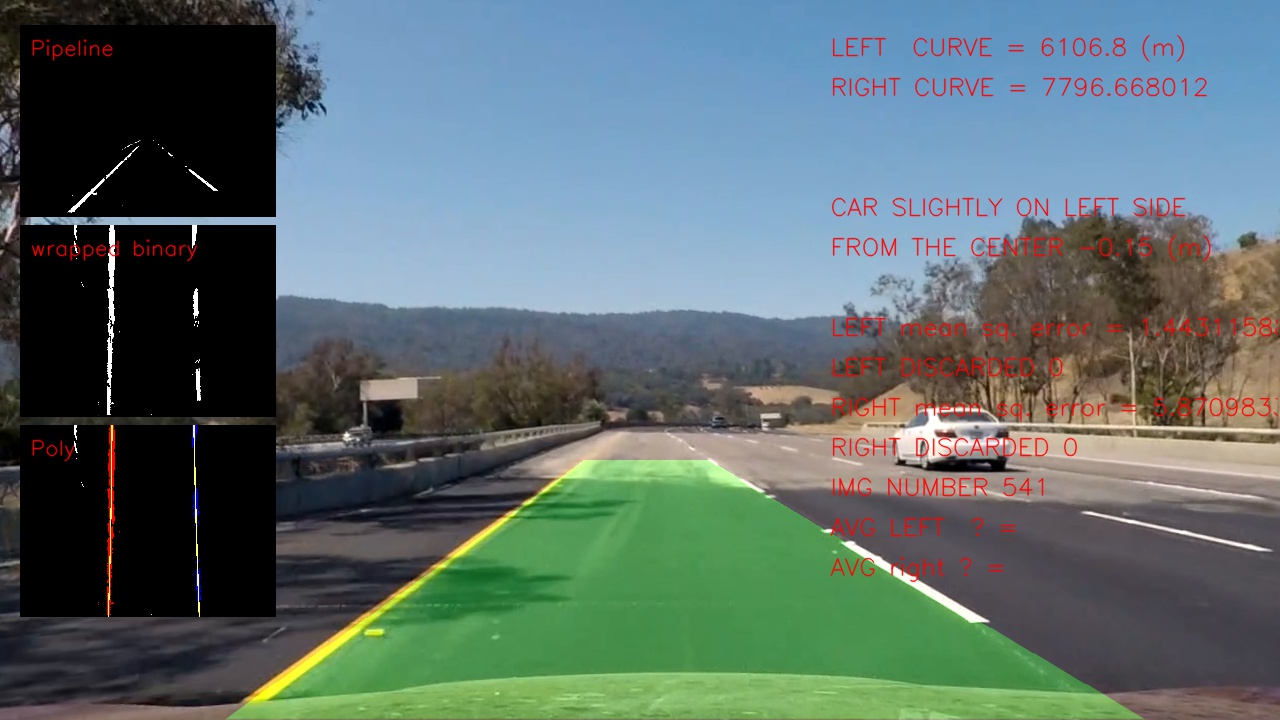 Pipeline
wrapped binary
Poly
LEFT CURVE = 6106.8 (m)
RIGHT CURVE = 7796.668012
CAR SLIGHTLY ON LEFT SIDE
FROM THE CENTER -0.15 (m)
LEFT mean sq. error = 1.4431158
LEFT DISCARDED 0
RIGHT mean sq. error = 5.870983
RIGHT DISCARDED 0
IMG NUMBER 541
AVG LEFT ? =
AVG right ? =